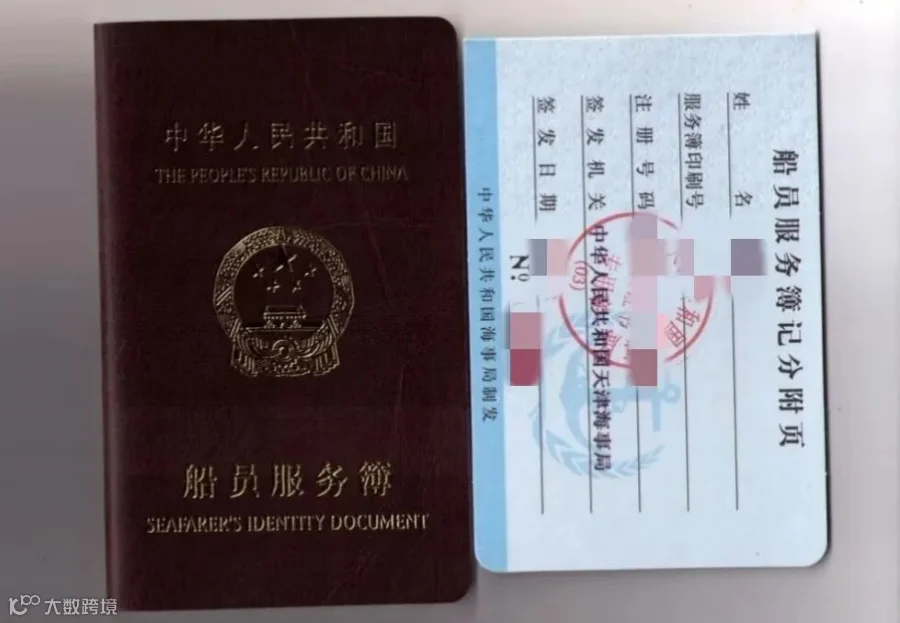 中华人民共和国
THE PEOPLE'S REPUBLIC OF CHINA
船员服务簿
SEAFARER'S IDENTITY DOCUMENT
船员服务簿记分附页
姓名
服务簿印刷号
注册号码
签发机关 中华人民共和国天津海事局
签发日期
№:
(03)
中华人民共和国海事局制发
大数跨境